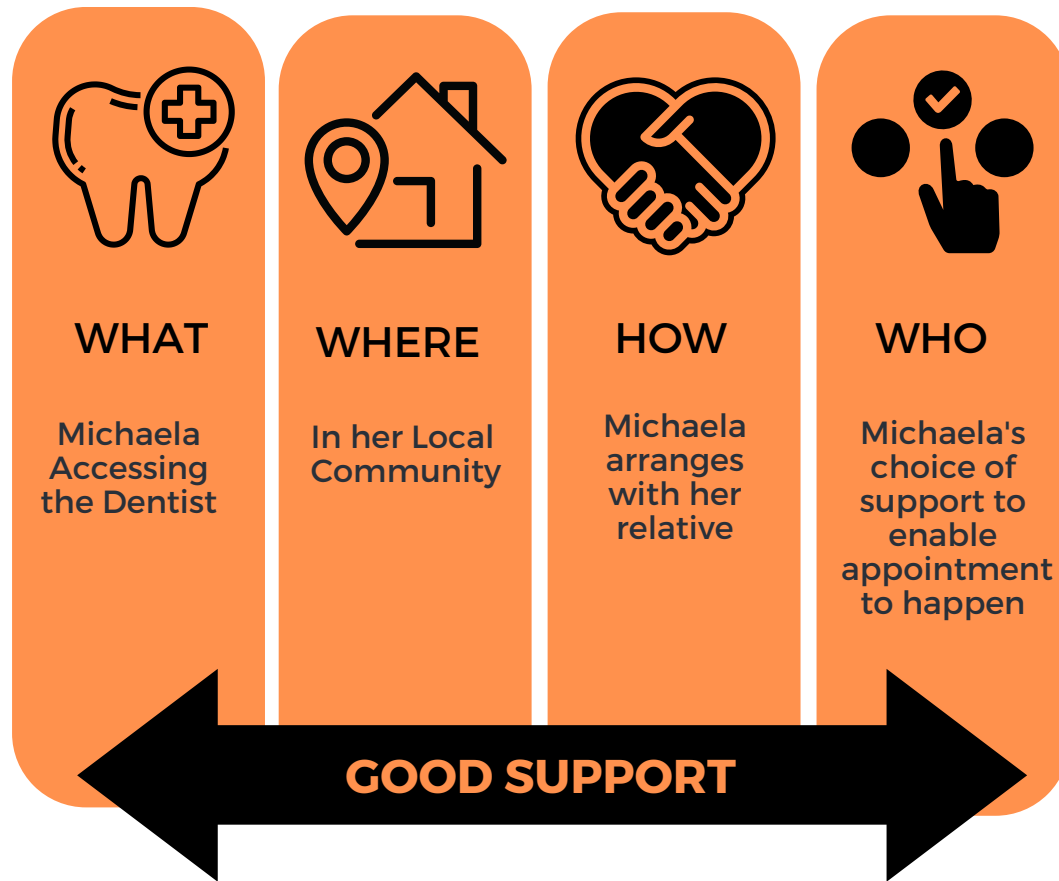 WHAT
Michaela
Accessing
the Dentist
WHERE
In her Local
Community
HOW
Michaela
arranges
with her
relative
WHO
Michaela's
choice of
support to
enable
appointment
to happen
GOOD SUPPORT